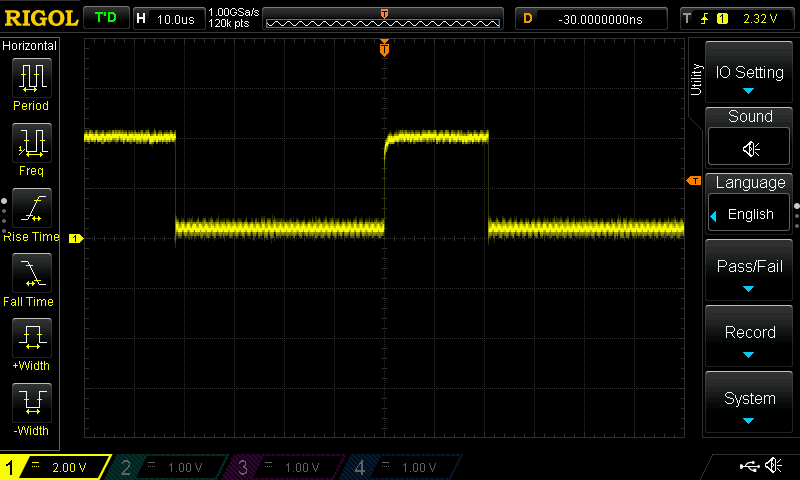 RIGOL T'D H 10.0us 1.00GSa/s 120k pts T D -30.0000000ns T 1 2.32 V
Horizontal
Period
Freq
Rise Time
Fall Time
+Width
-Width
T
T
1
Utility
IO Setting
Sound
Language
English
Pass/Fail
Record
System
1 2.00 V 2 1.00 V 3 1.00 V 4 1.00 V